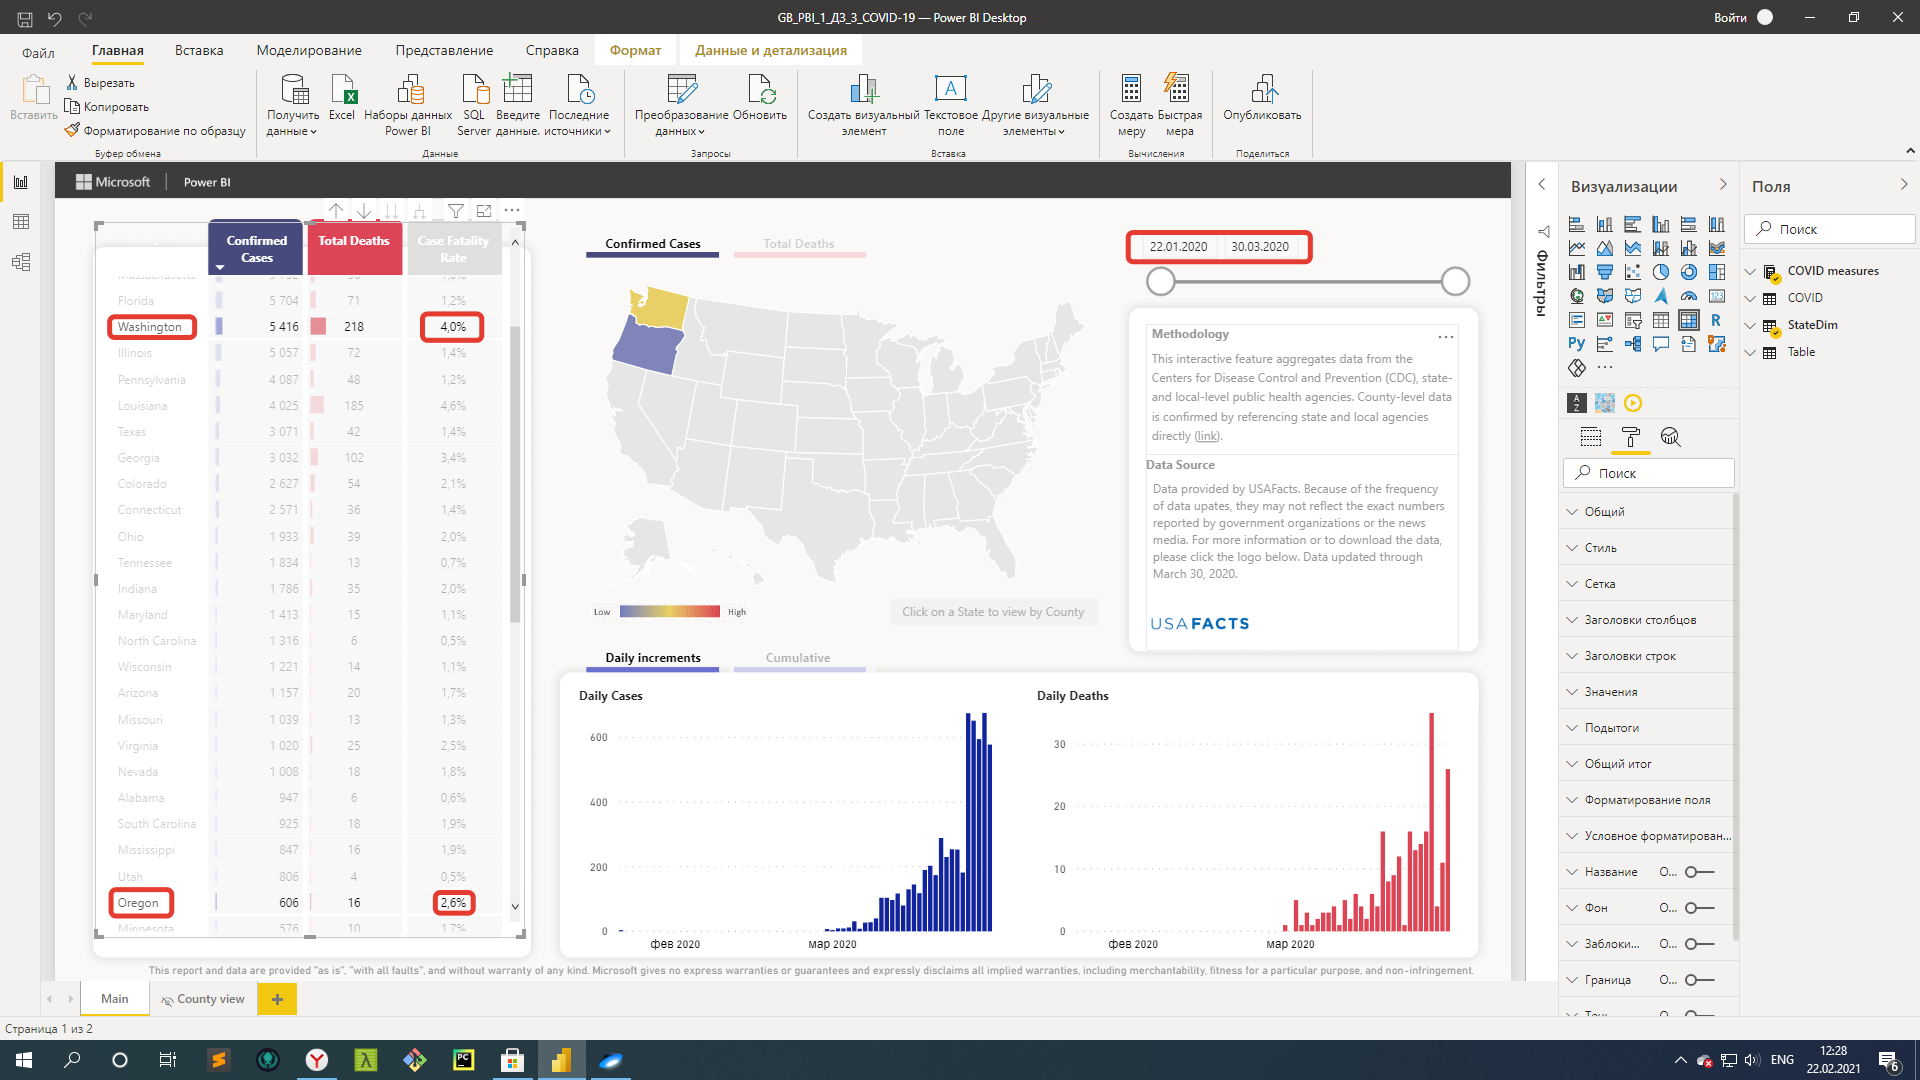 GB_PBI_1_ДЗ_3_COVID-19 — Power BI Desktop
Войти
Файл
Главная
Вставка
Моделирование
Представление
Справка
Формат
Данные и детализация
Вставить
Вырезать
Копировать
Форматирование по образцу
Буфер обмена
Получить данные
Excel
Наборы данных Power BI
SQL Server
Введите данные.
Последние источники
Данные
Преобразование данных
Обновить
Запросы
Создать визуальный элемент
Текстовое поле
Другие визуальные элементы
Вставка
Создать меру
Быстрая мера
Вычисления
Опубликовать
Поделиться
Microsoft
Power BI
Confirmed Cases
Total Deaths
Case Fatality Rate
Florida 5 704 71 1,2%
Washington 5 416 218 4,0%
Illinois 5 057 72 1,4%
Pennsylvania 4 087 48 1,2%
Louisiana 4 025 185 4,6%
Texas 3 071 42 1,4%
Georgia 3 032 102 3,4%
Colorado 2 627 54 2,1%
Connecticut 2 571 36 1,4%
Ohio 1 933 39 2,0%
Tennessee 1 834 13 0,7%
Indiana 1 786 35 2,0%
Maryland 1 413 15 1,1%
North Carolina 1 316 6 0,5%
Wisconsin 1 221 14 1,1%
Arizona 1 157 20 1,7%
Missouri 1 039 13 1,3%
Virginia 1 020 25 2,5%
Nevada 1 008 18 1,8%
Alabama 947 6 0,6%
South Carolina 925 18 1,9%
Mississippi 847 16 1,9%
Utah 806 4 0,5%
Oregon 606 16 2,6%
Minnesota 576 10 1,7%
Confirmed Cases
Total Deaths
Low
High
Click on a State to view by County
22.01.2020
30.03.2020
Methodology
This interactive feature aggregates data from the
Centers for Disease Control and Prevention (CDC), state-
and local-level public health agencies. County-level data
is confirmed by referencing state and local agencies
directly (link).
Data Source
Data provided by USAFacts. Because of the frequency
of data upates, they may not reflect the exact numbers
reported by government organizations or the news
media. For more information or to download the data,
please click the logo below. Data updated through
March 30, 2020.
USAFACTS
Daily increments
Cumulative
Daily Cases
600
400
200
0
фев 2020
мар 2020
Daily Deaths
30
20
10
0
фев 2020
мар 2020
This report and data are provided "as is", "with all faults", and without warranty of any kind. Microsoft gives no express warranties or guarantees and expressly disclaims all implied warranties, including merchantability, fitness for a particular purpose, and non-infringement.
Фильтры
Визуализации
R
Py
A
Z
123
Поиск
Общий
Стиль
Сетка
Заголовки столбцов
Заголовки строк
Значения
Подытоги
Общий итог
Форматирование поля
Условное форматирован...
Название О...
Фон О...
Заблоки... О...
Граница О...
Поля
Поиск
COVID measures
COVID
StateDim
Table
Main
County view
Страница 1 из 2
ENG
12:28
22.02.2021
6